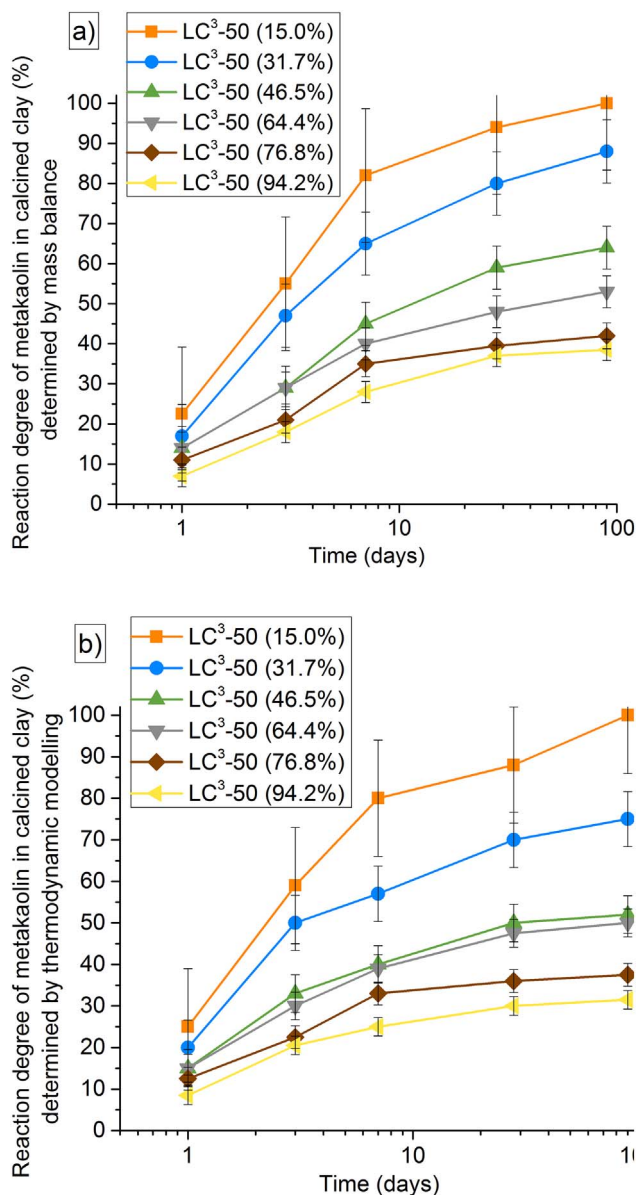 a)
LC³-50 (15.0%)
LC³-50 (31.7%)
LC³-50 (46.5%)
LC³-50 (64.4%)
LC³-50 (76.8%)
LC³-50 (94.2%)
Reaction degree of metakaolin in calcined clay (%)
determined by mass balance
100
90
80
70
60
50
40
30
20
10
0
1
10
100
Time (days)
b)
LC³-50 (15.0%)
LC³-50 (31.7%)
LC³-50 (46.5%)
LC³-50 (64.4%)
LC³-50 (76.8%)
LC³-50 (94.2%)
Reaction degree of metakaolin in calcined clay (%)
determined by thermodynamic modelling
100
90
80
70
60
50
40
30
20
10
0
1
10
Time (days)